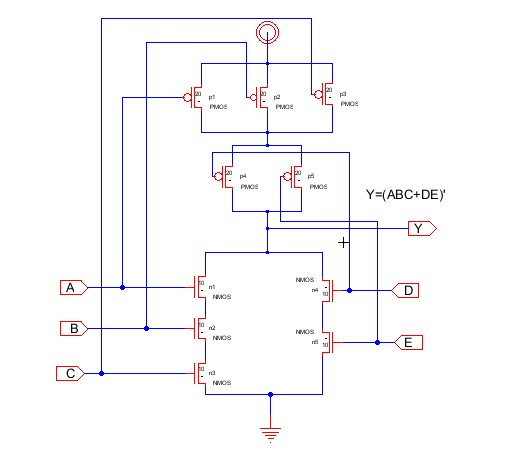 20 p1 PMOS
20 p2 PMOS
20 p3 PMOS
20 p4 PMOS
20 p5 PMOS
Y=(ABC+DE)'
Y
A
10 n1 NMOS
NMOS n4 10
D
B
10 n2 NMOS
NMOS n5 10
E
C
10 n3 NMOS